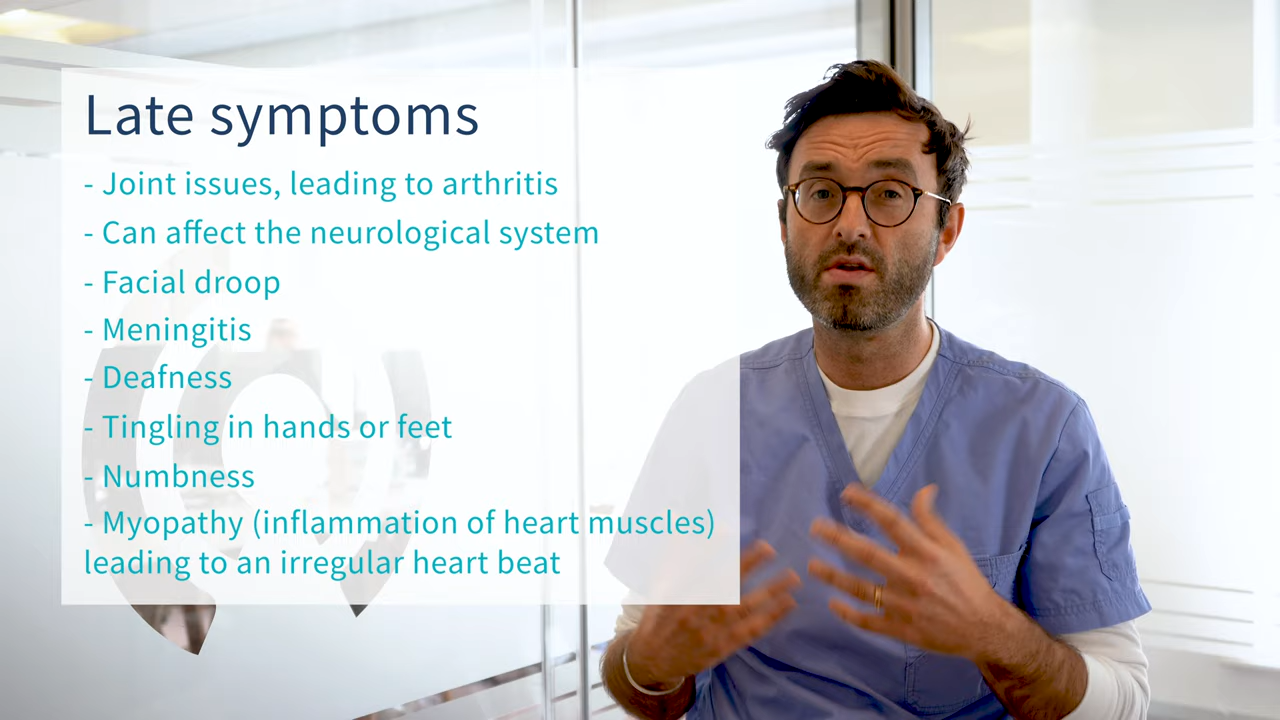 Late symptoms
- Joint issues, leading to arthritis
- Can affect the neurological system
- Facial droop
- Meningitis
- Deafness
- Tingling in hands or feet
- Numbness
- Myopathy (inflammation of heart muscles)
leading to an irregular heart beat